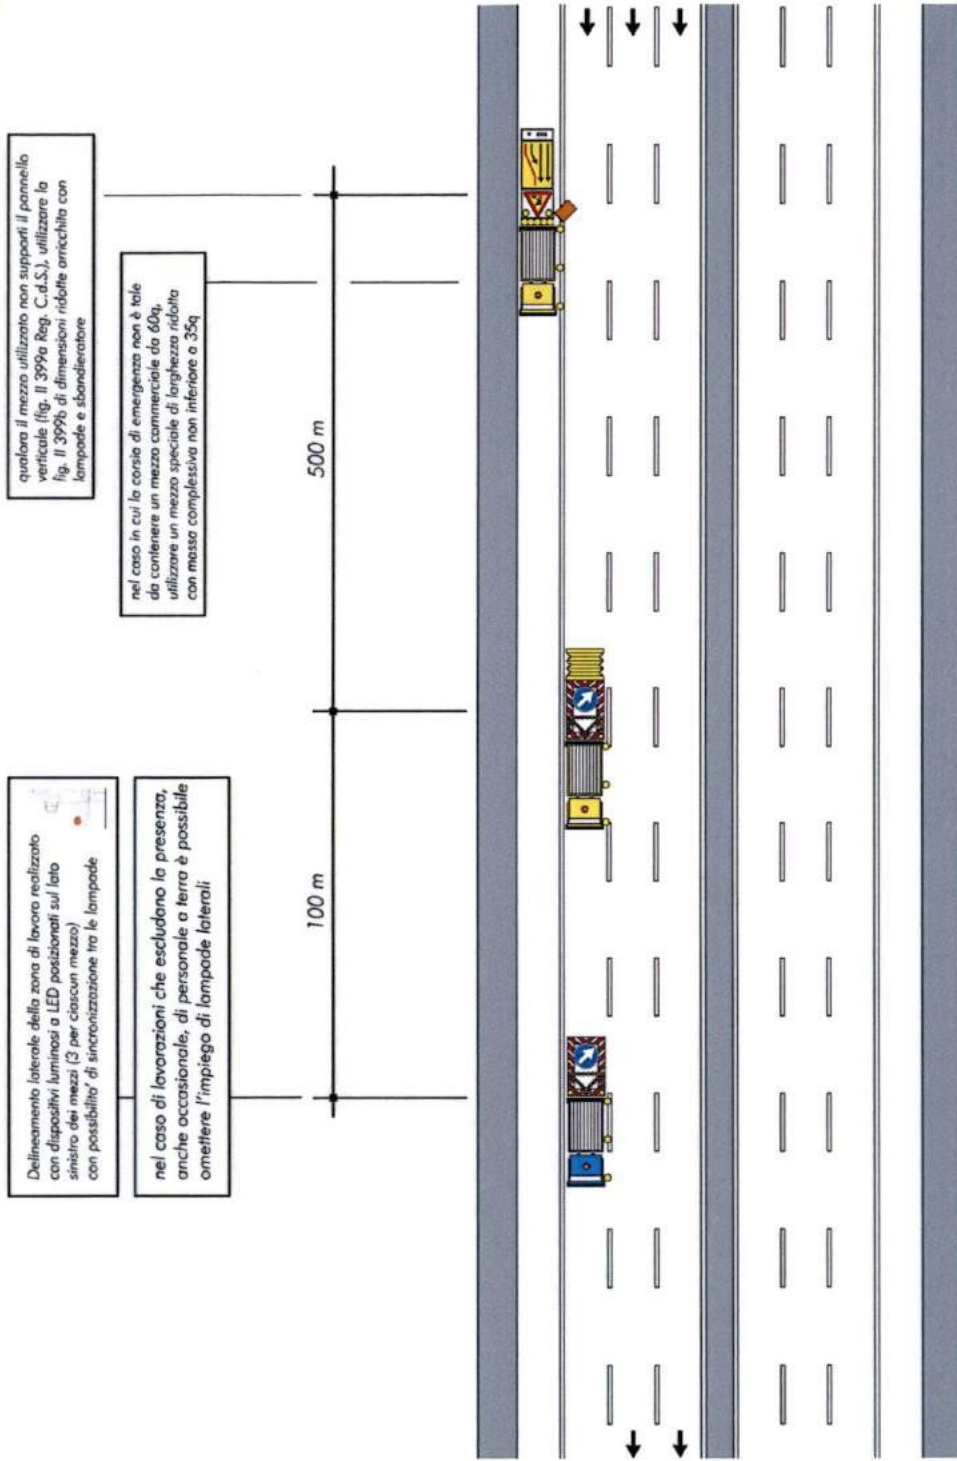 Delineamento laterale della zona di lavoro realizzato
con dispositivi luminosi a LED posizionati sul lato
sinistro dei mezzi (3 per ciascun mezzo)
con possibilita' di sincronizzazione tra le lampade
nel caso di lavorazioni che escludano la presenza,
anche occasionale, di personale a terra è possibile
omettere l'impiego di lampade laterali
qualora il mezzo utilizzato non supporti il pannello
verticale (fig. II 399a Reg. C.d.S.), utilizzare la
fig. II 399b di dimensioni ridotte arricchita con
lampade e sbandieratore
nel caso in cui la corsia di emergenza non è tale
da contenere un mezzo commerciale da 60q,
utilizzare un mezzo speciale di larghezza ridotta
con massa complessiva non inferiore a 35q
100 m
500 m